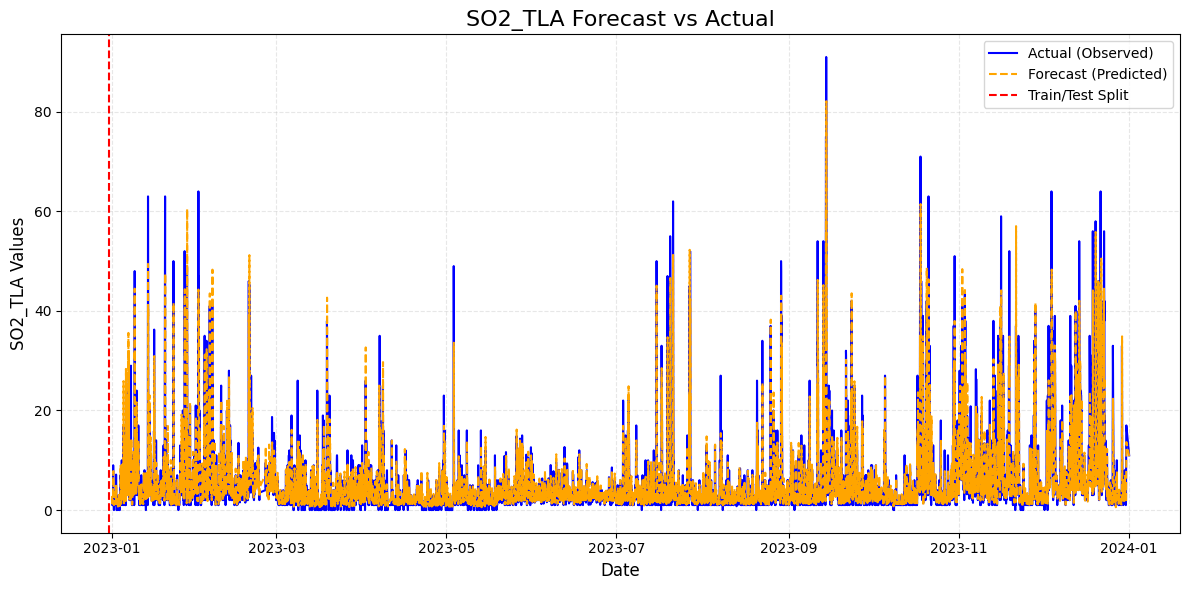 SO2_TLA Forecast vs Actual
Actual (Observed)
Forecast (Predicted)
Train/Test Split
SO2_TLA Values
80
60
40
20
0
2023-01
2023-03
2023-05
2023-07
2023-09
2023-11
2024-01
Date